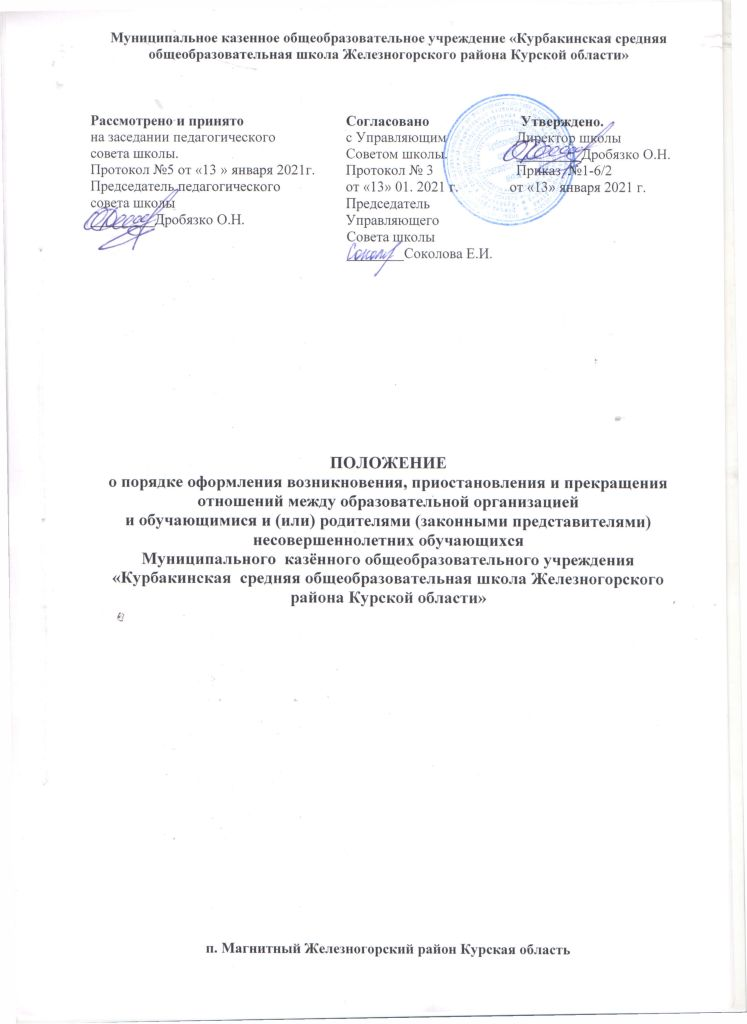 Муниципальное казенное общеобразовательное учреждение «Курбакинская средняя
общеобразовательная школа Железногорского района Курской области»
Рассмотрено и принято
на заседании педагогического
совета школы.
Протокол №5 от «13 » января 2021г.
Председатель педагогического
совета школы
Дробязко О.Н.
Согласовано
с Управляющим
Советом школы.
Протокол № 3
от «13» 01. 2021 г.
Председатель
Управляющего
Совета школы
Соколова Е.И.
Утверждено.
Директор школы
Дробязко О.Н.
Приказ №1-6/2
от «13» января 2021 г.
ПОЛОЖЕНИЕ
о порядке оформления возникновения, приостановления и прекращения
отношений между образовательной организацией
и обучающимися и (или) родителями (законными представителями)
несовершеннолетних обучающихся
Муниципального казённого общеобразовательного учреждения
«Курбакинская средняя общеобразовательная школа Железногорского
района Курской области»
п. Магнитный Железногорский район Курская область